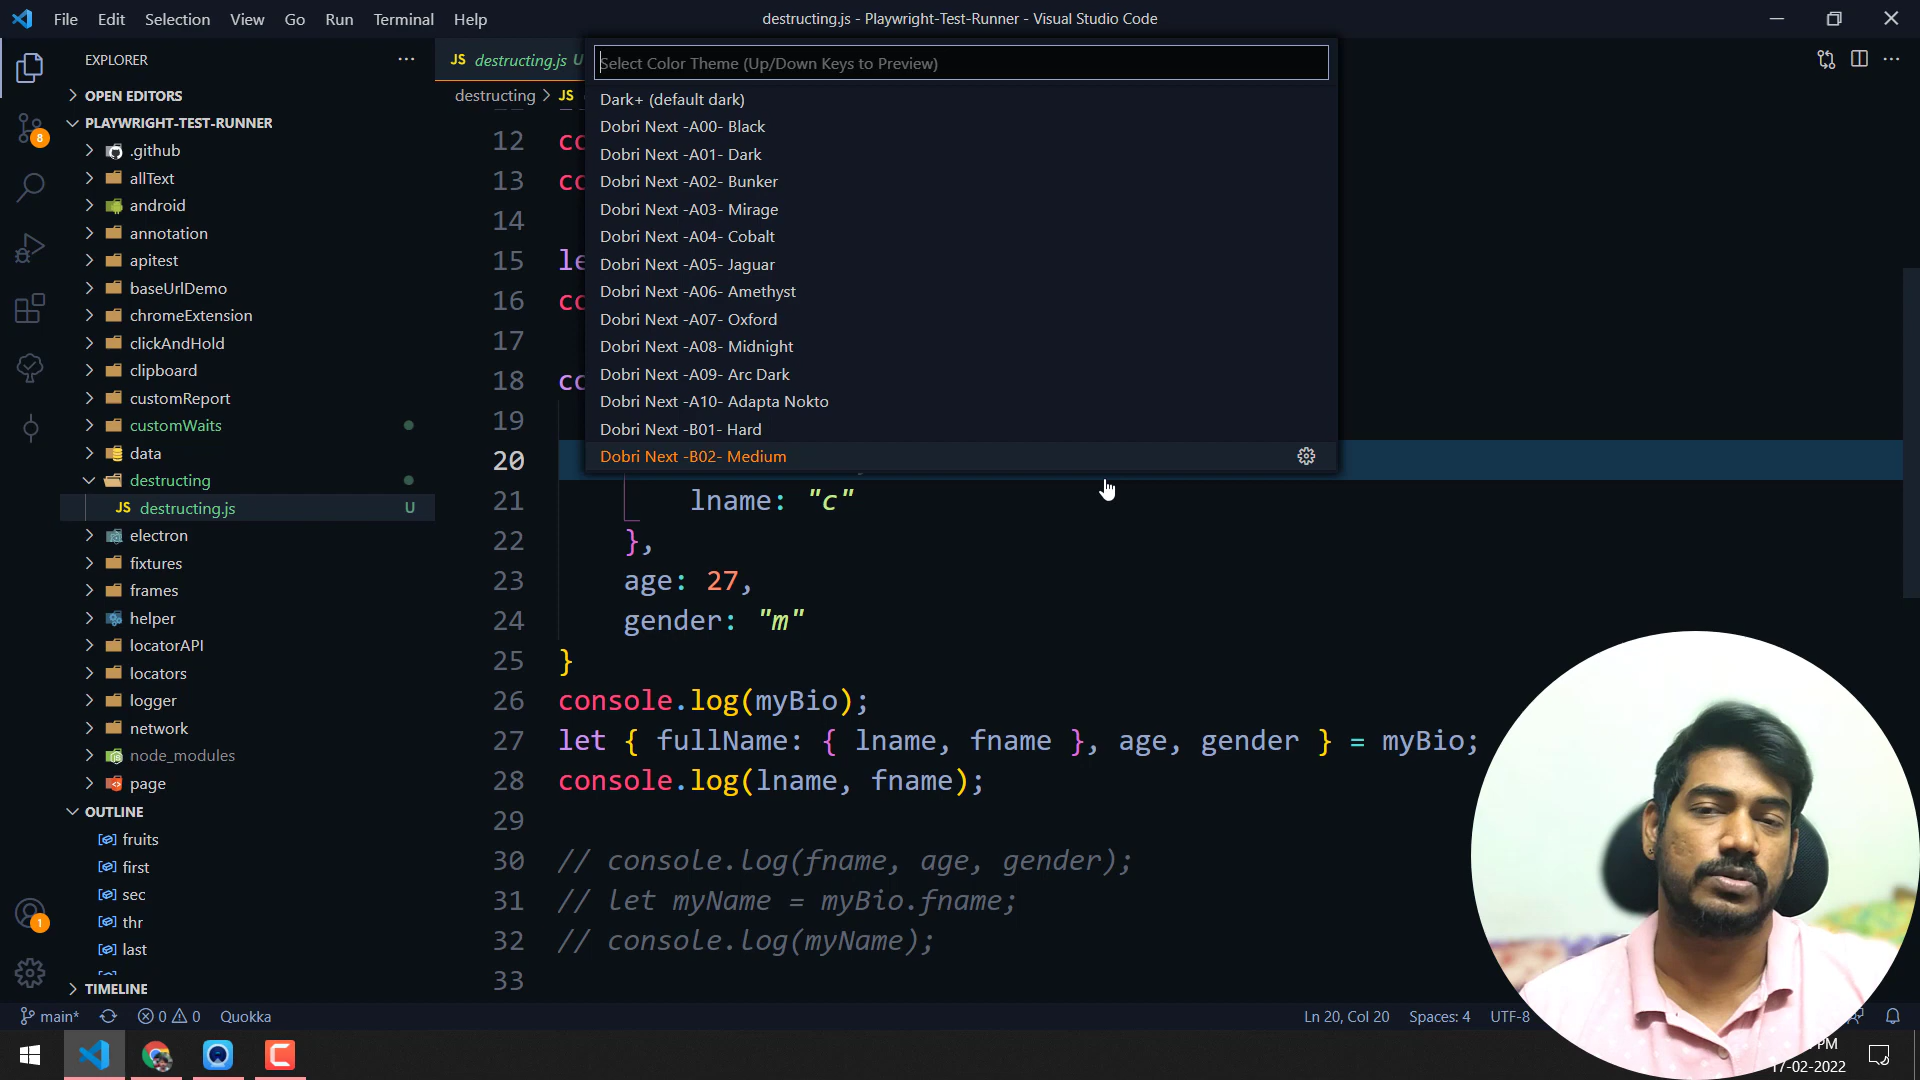 File Edit Selection View Go Run Terminal Help
destructing.js - Playwright-Test-Runner - Visual Studio Code
EXPLORER
OPEN EDITORS
PLAYWRIGHT-TEST-RUNNER
.github
allText
android
annotation
apitest
baseUrlDemo
chromeExtension
clickAndHold
clipboard
customReport
customWaits
data
destructing
JS destructing.js U
electron
fixtures
frames
helper
locatorAPI
locators
logger
network
node_modules
page
OUTLINE
fruits
first
sec
thr
last
TIMELINE
8
1
JS destructing.js U
destructing > JS
Select Color Theme (Up/Down Keys to Preview)
Dark+ (default dark)
Dobri Next -A00- Black
Dobri Next -A01- Dark
Dobri Next -A02- Bunker
Dobri Next -A03- Mirage
Dobri Next -A04- Cobalt
Dobri Next -A05- Jaguar
Dobri Next -A06- Amethyst
Dobri Next -A07- Oxford
Dobri Next -A08- Midnight
Dobri Next -A09- Arc Dark
Dobri Next -A10- Adapta Nokto
Dobri Next -B01- Hard
Dobri Next -B02- Medium
12 co
13 co
14
15 le
16 co
17
18 co
19
20
21 lname: "c"
22 },
23 age: 27,
24 gender: "m"
25 }
26 console.log(myBio);
27 let { fullName: { lname, fname }, age, gender } = myBio;
28 console.log(lname, fname);
29
30 // console.log(fname, age, gender);
31 // let myName = myBio.fname;
32 // console.log(myName);
33
main* 0 0 Quokka
Ln 20, Col 20 Spaces: 4 UTF-8
PM
17-02-2022